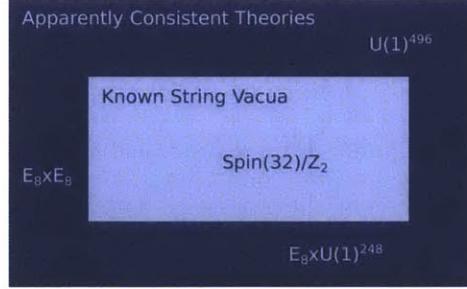 Apparently Consistent Theories
U(1)⁴⁹⁶
Known String Vacua
Spin(32)/Z₂
E₈xE₈
E₈xU(1)²⁴⁸